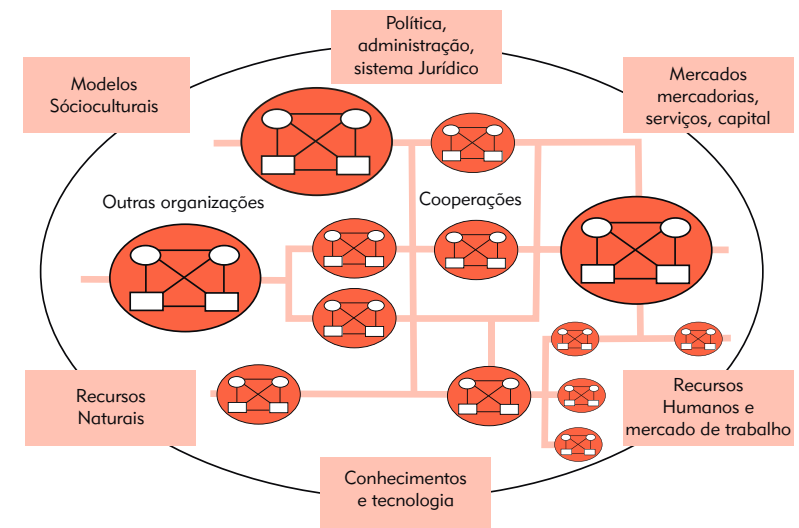 Política,
administração,
sistema Jurídico
Modelos
Sócioculturais
Mercados
mercadorias,
serviços, capital
Outras organizações
Cooperações
Recursos
Naturais
Recursos
Humanos e
mercado de trabalho
Conhecimentos
e tecnologia